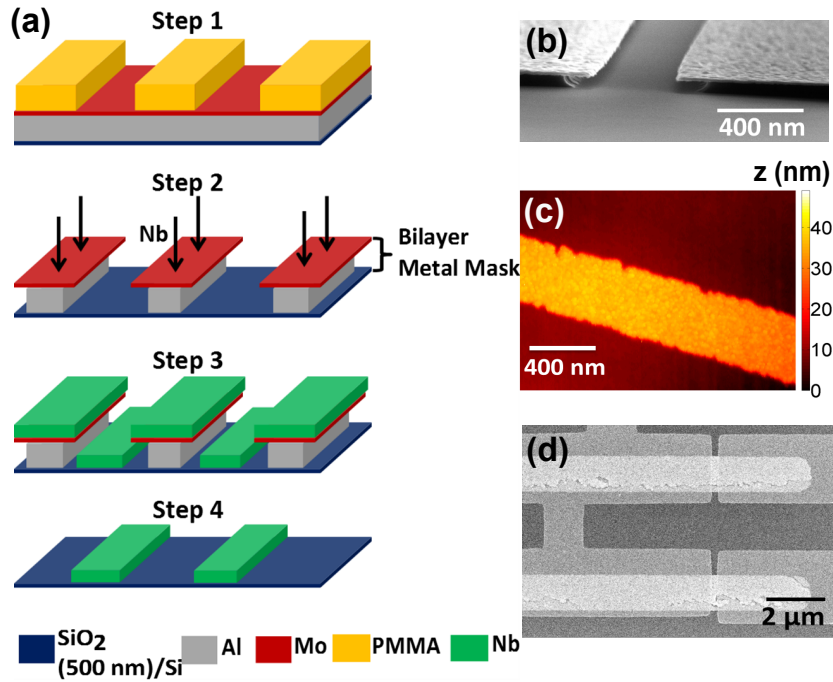 (a)
Step 1
Step 2
Nb
Bilayer
Metal Mask
Step 3
Step 4
SiO2
(500 nm)/Si
Al
Mo
PMMA
Nb
(b)
400 nm
z (nm)
(c)
50
40
30
20
10
0
400 nm
(d)
2 μm